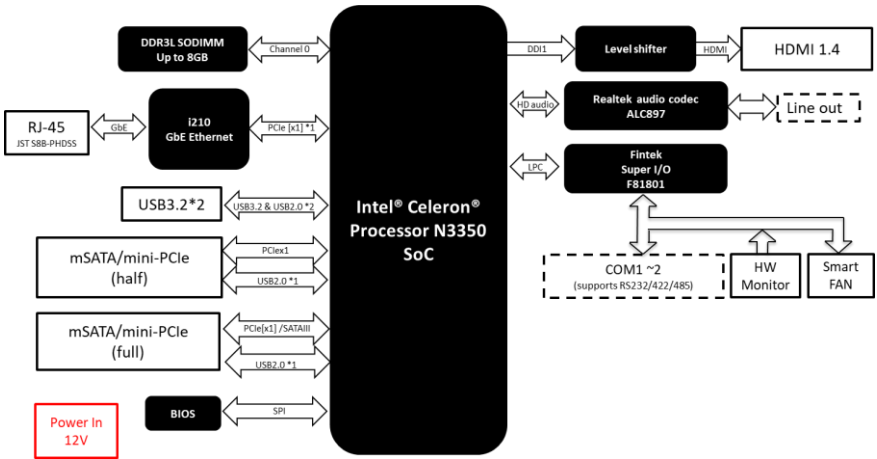 DDR3L SODIMM
Up to 8GB
Channel 0
RJ-45
JST S8B-PHDSS
GbE
i210
GbE Ethernet
PCIe [x1] *1
USB3.2*2
USB3.2 & USB2.0 *2
mSATA/mini-PCIe
(half)
PCIex1
USB2.0 *1
mSATA/mini-PCIe
(full)
PCIe[x1] /SATAIII
USB2.0 *1
BIOS
SPI
Power In
12V
Intel® Celeron®
Processor N3350
SoC
DDI1
Level shifter
HDMI
HDMI 1.4
HD audio
Realtek audio codec
ALC897
Line out
LPC
Fintek
Super I/O
F81801
COM1 ~2
(supports RS232/422/485)
HW
Monitor
Smart
FAN